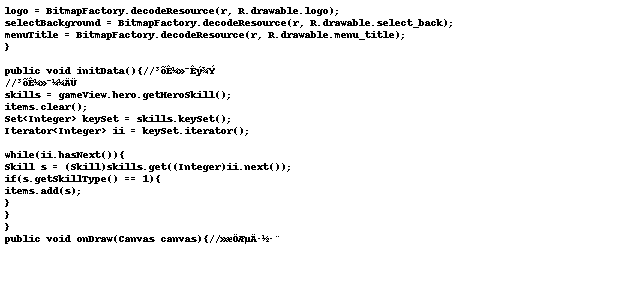 logo = BitmapFactory.decodeResource(r, R.drawable.logo);
selectBackground = BitmapFactory.decodeResource(r, R.drawable.select_back);
menuTitle = BitmapFactory.decodeResource(r, R.drawable.menu_title);
}
public void initData(){//³õÊ¼»¯Êý¾Ý
//³õÊ¼»¯¼¼ÄÜ
skills = gameView.hero.getHeroSkill();
items.clear();
Set<Integer> keySet = skills.keySet();
Iterator<Integer> ii = keySet.iterator();
while(ii.hasNext()){
Skill s = (Skill)skills.get((Integer)ii.next());
if(s.getSkillType() == 1){
items.add(s);
}
}
}
public void onDraw(Canvas canvas){//»æÖÆµÄ·½·¨